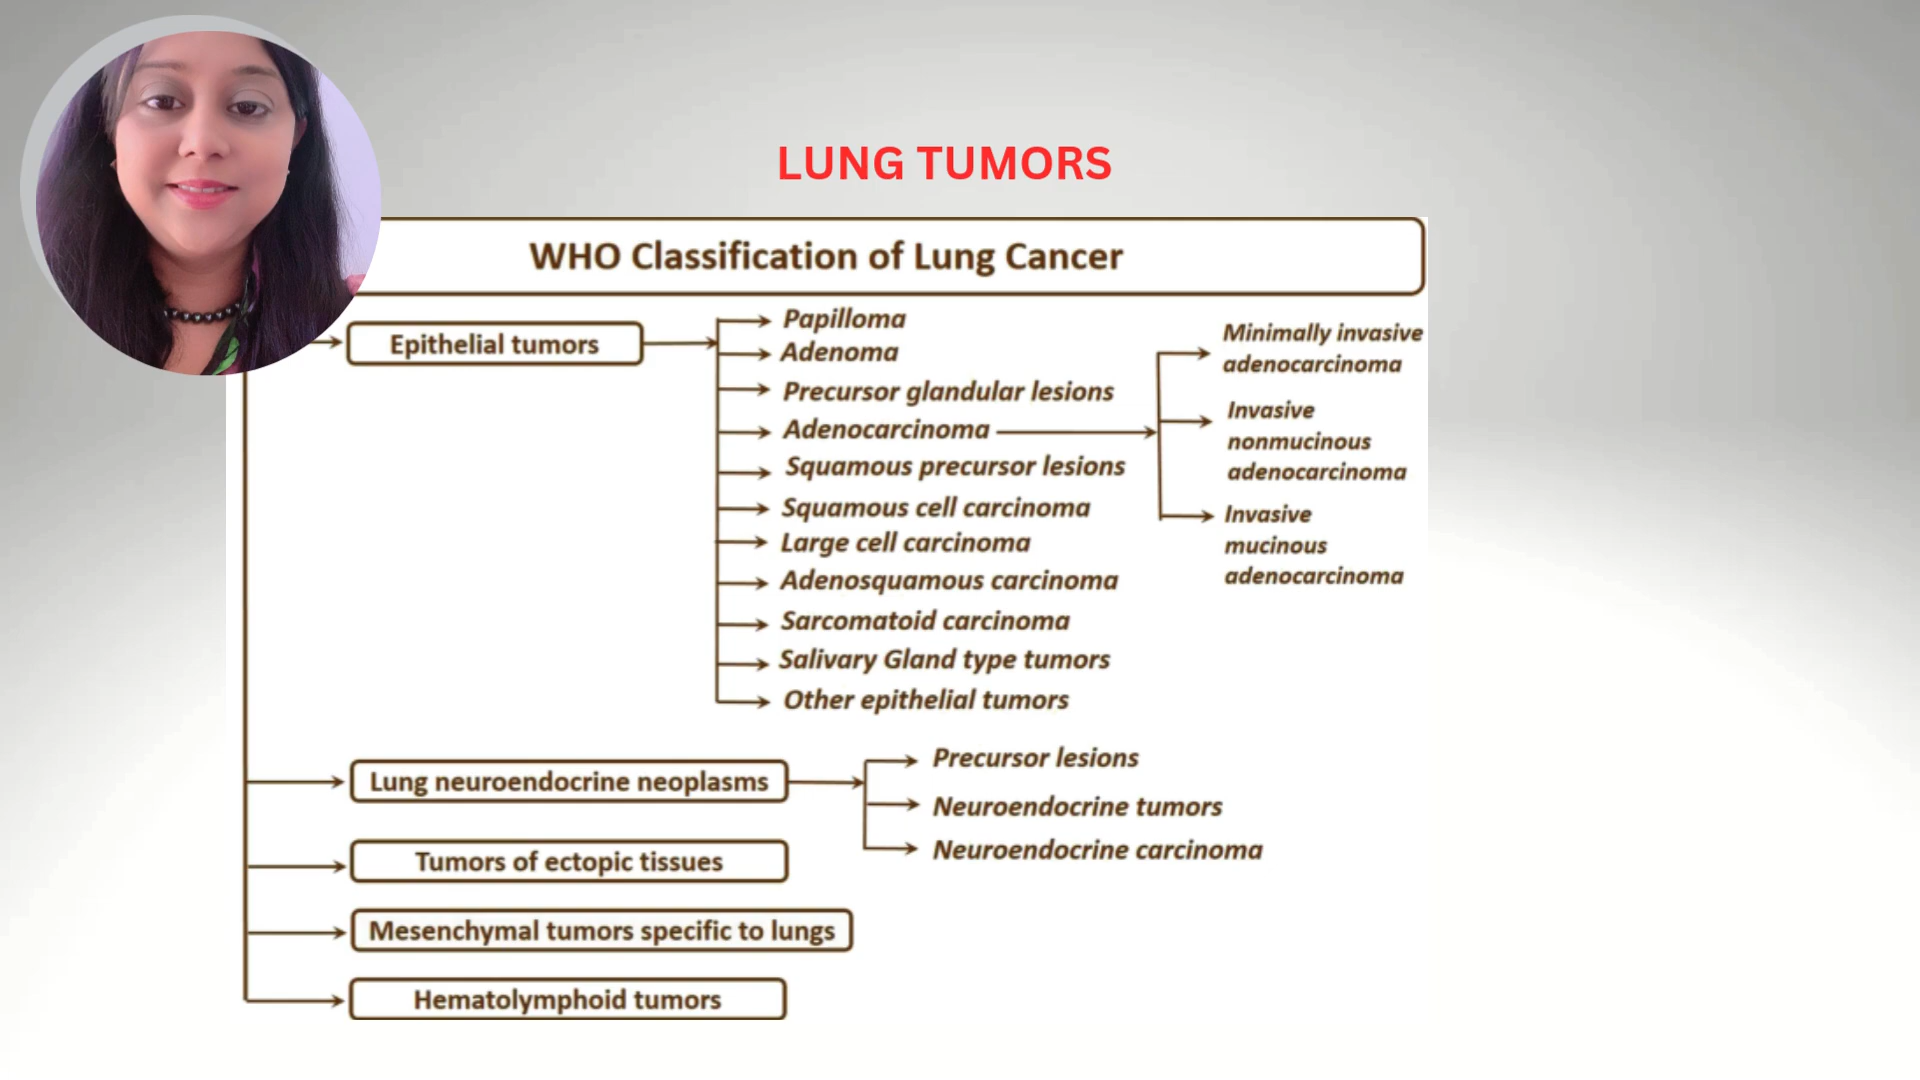 LUNG TUMORS
WHO Classification of Lung Cancer
Epithelial tumors
Papilloma
Adenoma
Precursor glandular lesions
Adenocarcinoma
Squamous precursor lesions
Squamous cell carcinoma
Large cell carcinoma
Adenosquamous carcinoma
Sarcomatoid carcinoma
Salivary Gland type tumors
Other epithelial tumors
Minimally invasive
adenocarcinoma
Invasive
nonmucinous
adenocarcinoma
Invasive
mucinous
adenocarcinoma
Lung neuroendocrine neoplasms
Precursor lesions
Neuroendocrine tumors
Neuroendocrine carcinoma
Tumors of ectopic tissues
Mesenchymal tumors specific to lungs
Hematolymphoid tumors